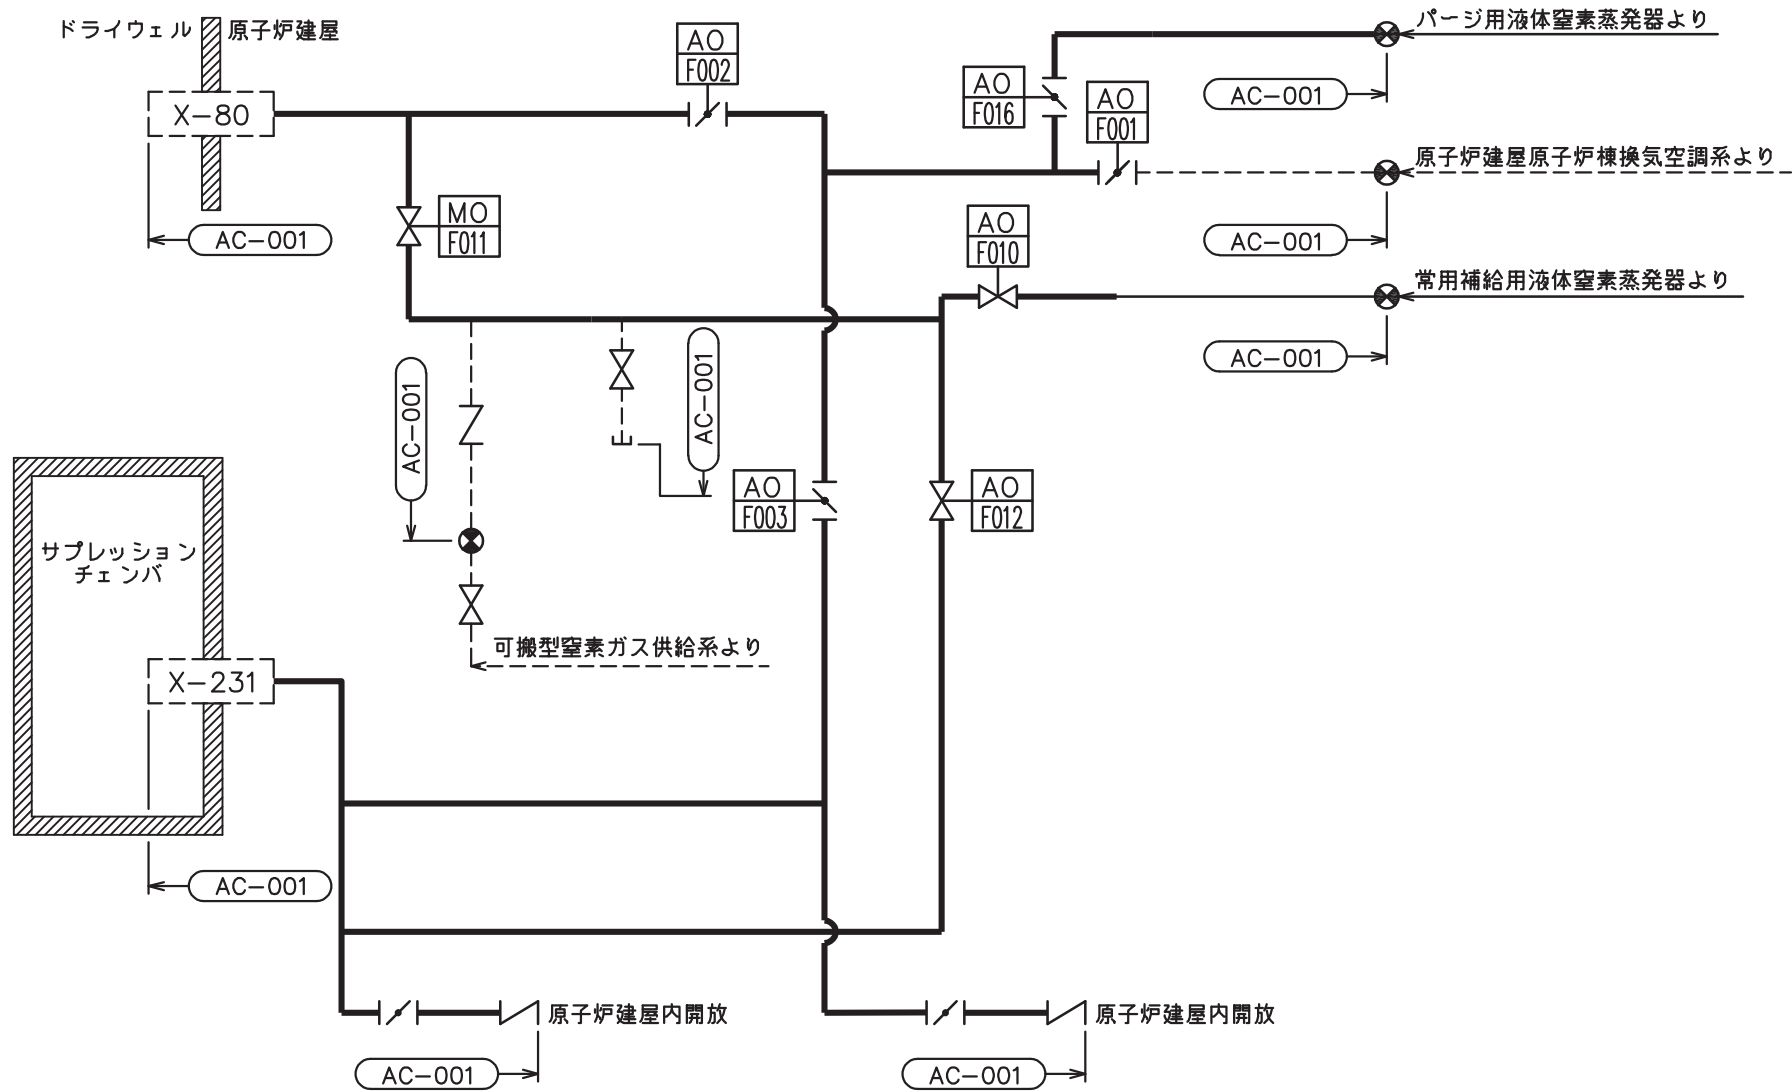 ドライウェル
原子炉建屋
X-80
AC-001
AO
F002
MO
F011
AO
F016
AO
F001
パージ用液体窒素蒸発器より
AC-001
原子炉建屋原子炉棟換気空調系より
AC-001
AO
F010
常用補給用液体窒素蒸発器より
AC-001
AC-001
AC-001
AO
F003
AO
F012
サプレッション
チェンバ
可搬型窒素ガス供給系より
X-231
AC-001
原子炉建屋内開放
AC-001
原子炉建屋内開放
AC-001